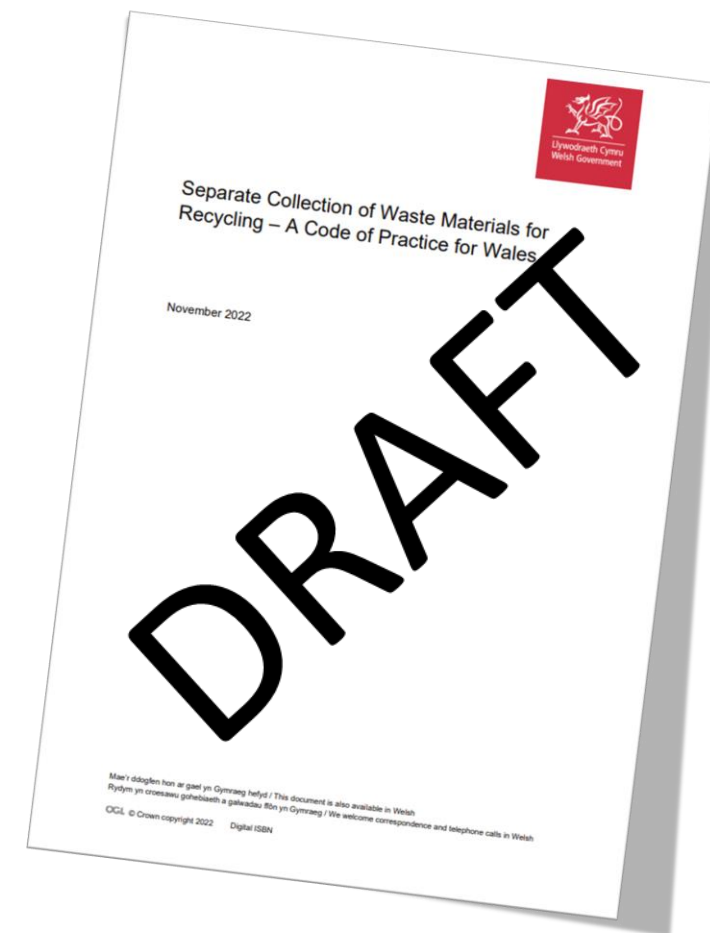 Llywodraeth Cymru
Welsh Government
Separate Collection of Waste Materials for
Recycling – A Code of Practice for Wales
November 2022
DRAFT
Mae'r ddogfen hon ar gael yn Gymraeg hefyd / This document is also available in Welsh
Rydym yn croesawu gohebiaeth a galwadau ffôn yn Gymraeg / We welcome correspondence and telephone calls in Welsh
OGL © Crown copyright 2022 Digital ISBN